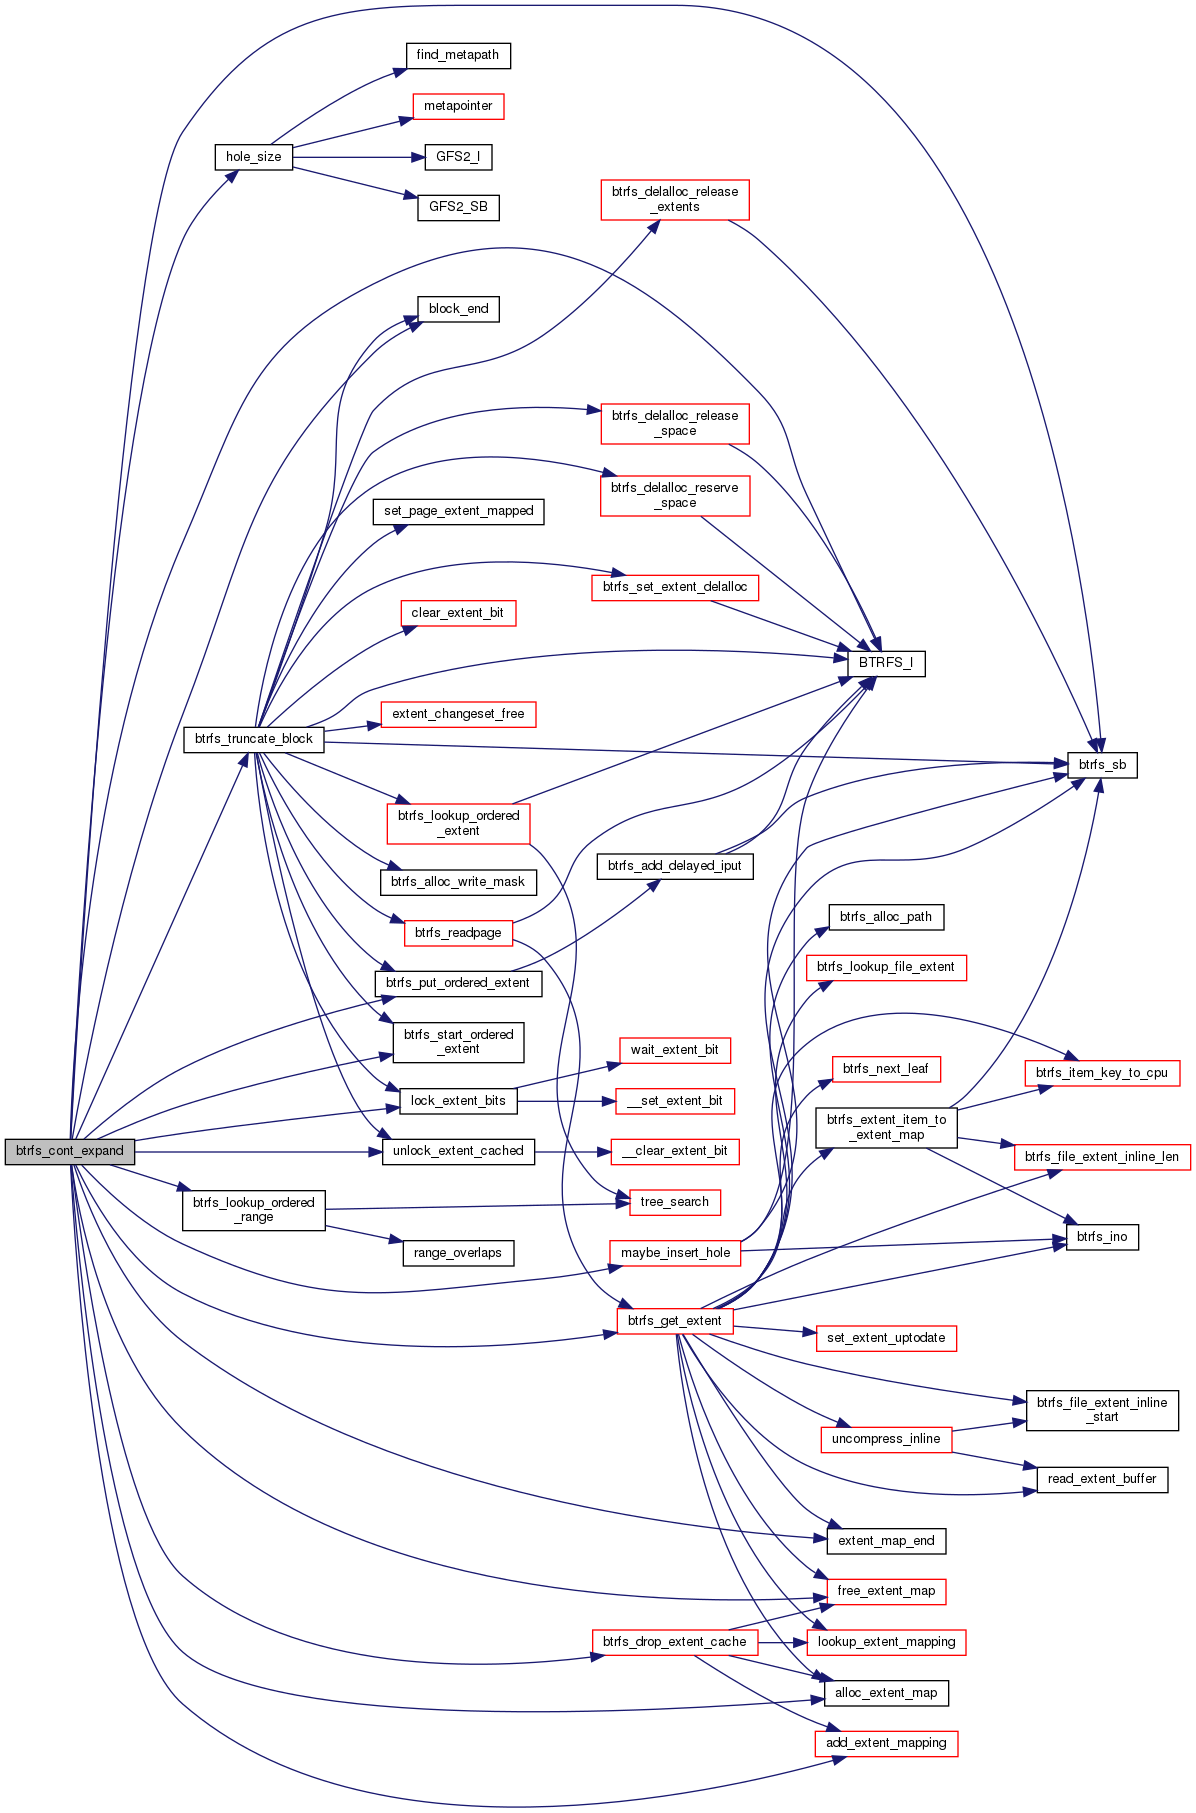 find_metapath
metapointer
hole_size
GFS2_I
GFS2_SB
btrfs_delalloc_release
_extents
block_end
btrfs_delalloc_release
_space
btrfs_delalloc_reserve
_space
set_page_extent_mapped
btrfs_set_extent_delalloc
clear_extent_bit
BTRFS_I
extent_changeset_free
btrfs_truncate_block
btrfs_sb
btrfs_lookup_ordered
_extent
btrfs_add_delayed_iput
btrfs_alloc_write_mask
btrfs_alloc_path
btrfs_readpage
btrfs_lookup_file_extent
btrfs_put_ordered_extent
btrfs_start_ordered
_extent
wait_extent_bit
btrfs_next_leaf
btrfs_item_key_to_cpu
lock_extent_bits
__set_extent_bit
btrfs_extent_item_to
_extent_map
btrfs_cont_expand
unlock_extent_cached
__clear_extent_bit
btrfs_file_extent_inline_len
btrfs_lookup_ordered
_range
tree_search
btrfs_ino
range_overlaps
maybe_insert_hole
btrfs_get_extent
set_extent_uptodate
btrfs_file_extent_inline
_start
uncompress_inline
read_extent_buffer
extent_map_end
free_extent_map
btrfs_drop_extent_cache
lookup_extent_mapping
alloc_extent_map
add_extent_mapping